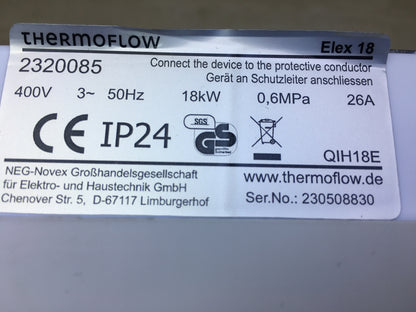 THERMOFLOW Elex 18
2320085 Connect the device to the protective conductor
Gerät an Schutzleiter anschliessen
400V 3~ 50Hz 18kW 0,6MPa 26A
CE IP24 SGS GS
QIH18E
NEG-Novex Großhandelsgesellschaft
für Elektro- und Haustechnik GmbH www.thermoflow.de
Chenover Str. 5, D-67117 Limburgerhof Ser.No.: 230508830